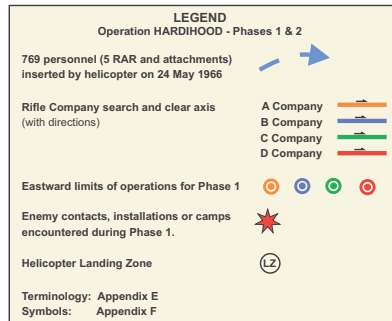 LEGEND
Operation HARDIHOOD - Phases 1 & 2
769 personnel (5 RAR and attachments)
inserted by helicopter on 24 May 1966
Rifle Company search and clear axis
(with directions)
A Company
B Company
C Company
D Company
Eastward limits of operations for Phase 1
Enemy contacts, installations or camps
encountered during Phase 1.
Helicopter Landing Zone
LZ
Terminology: Appendix E
Symbols: Appendix F